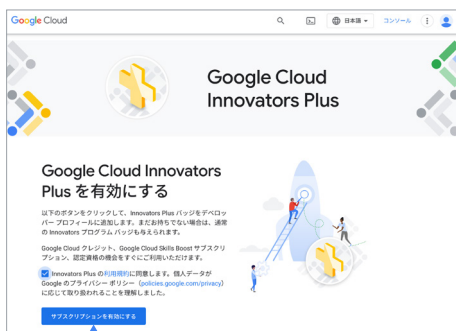 Google Cloud
日本語
コンソール
Google Cloud
Innovators Plus
Google Cloud Innovators
Plus を有効にする
以下のボタンをクリックして、Innovators Plus バッジをデベロッ
パー プロフィールに追加します。まだお持ちでない場合は、通常
の Innovators プログラム バッジも与えられます。
Google Cloud クレジット、Google Cloud Skills Boost サブスクリ
プション、認定資格の機会をすぐにご利用いただけます。
Innovators Plus の利用規約に同意します。個人データが
Google のプライバシー ポリシー（policies.google.com/privacy）
に応じて取り扱われることを理解しました。
サブスクリプションを有効にする